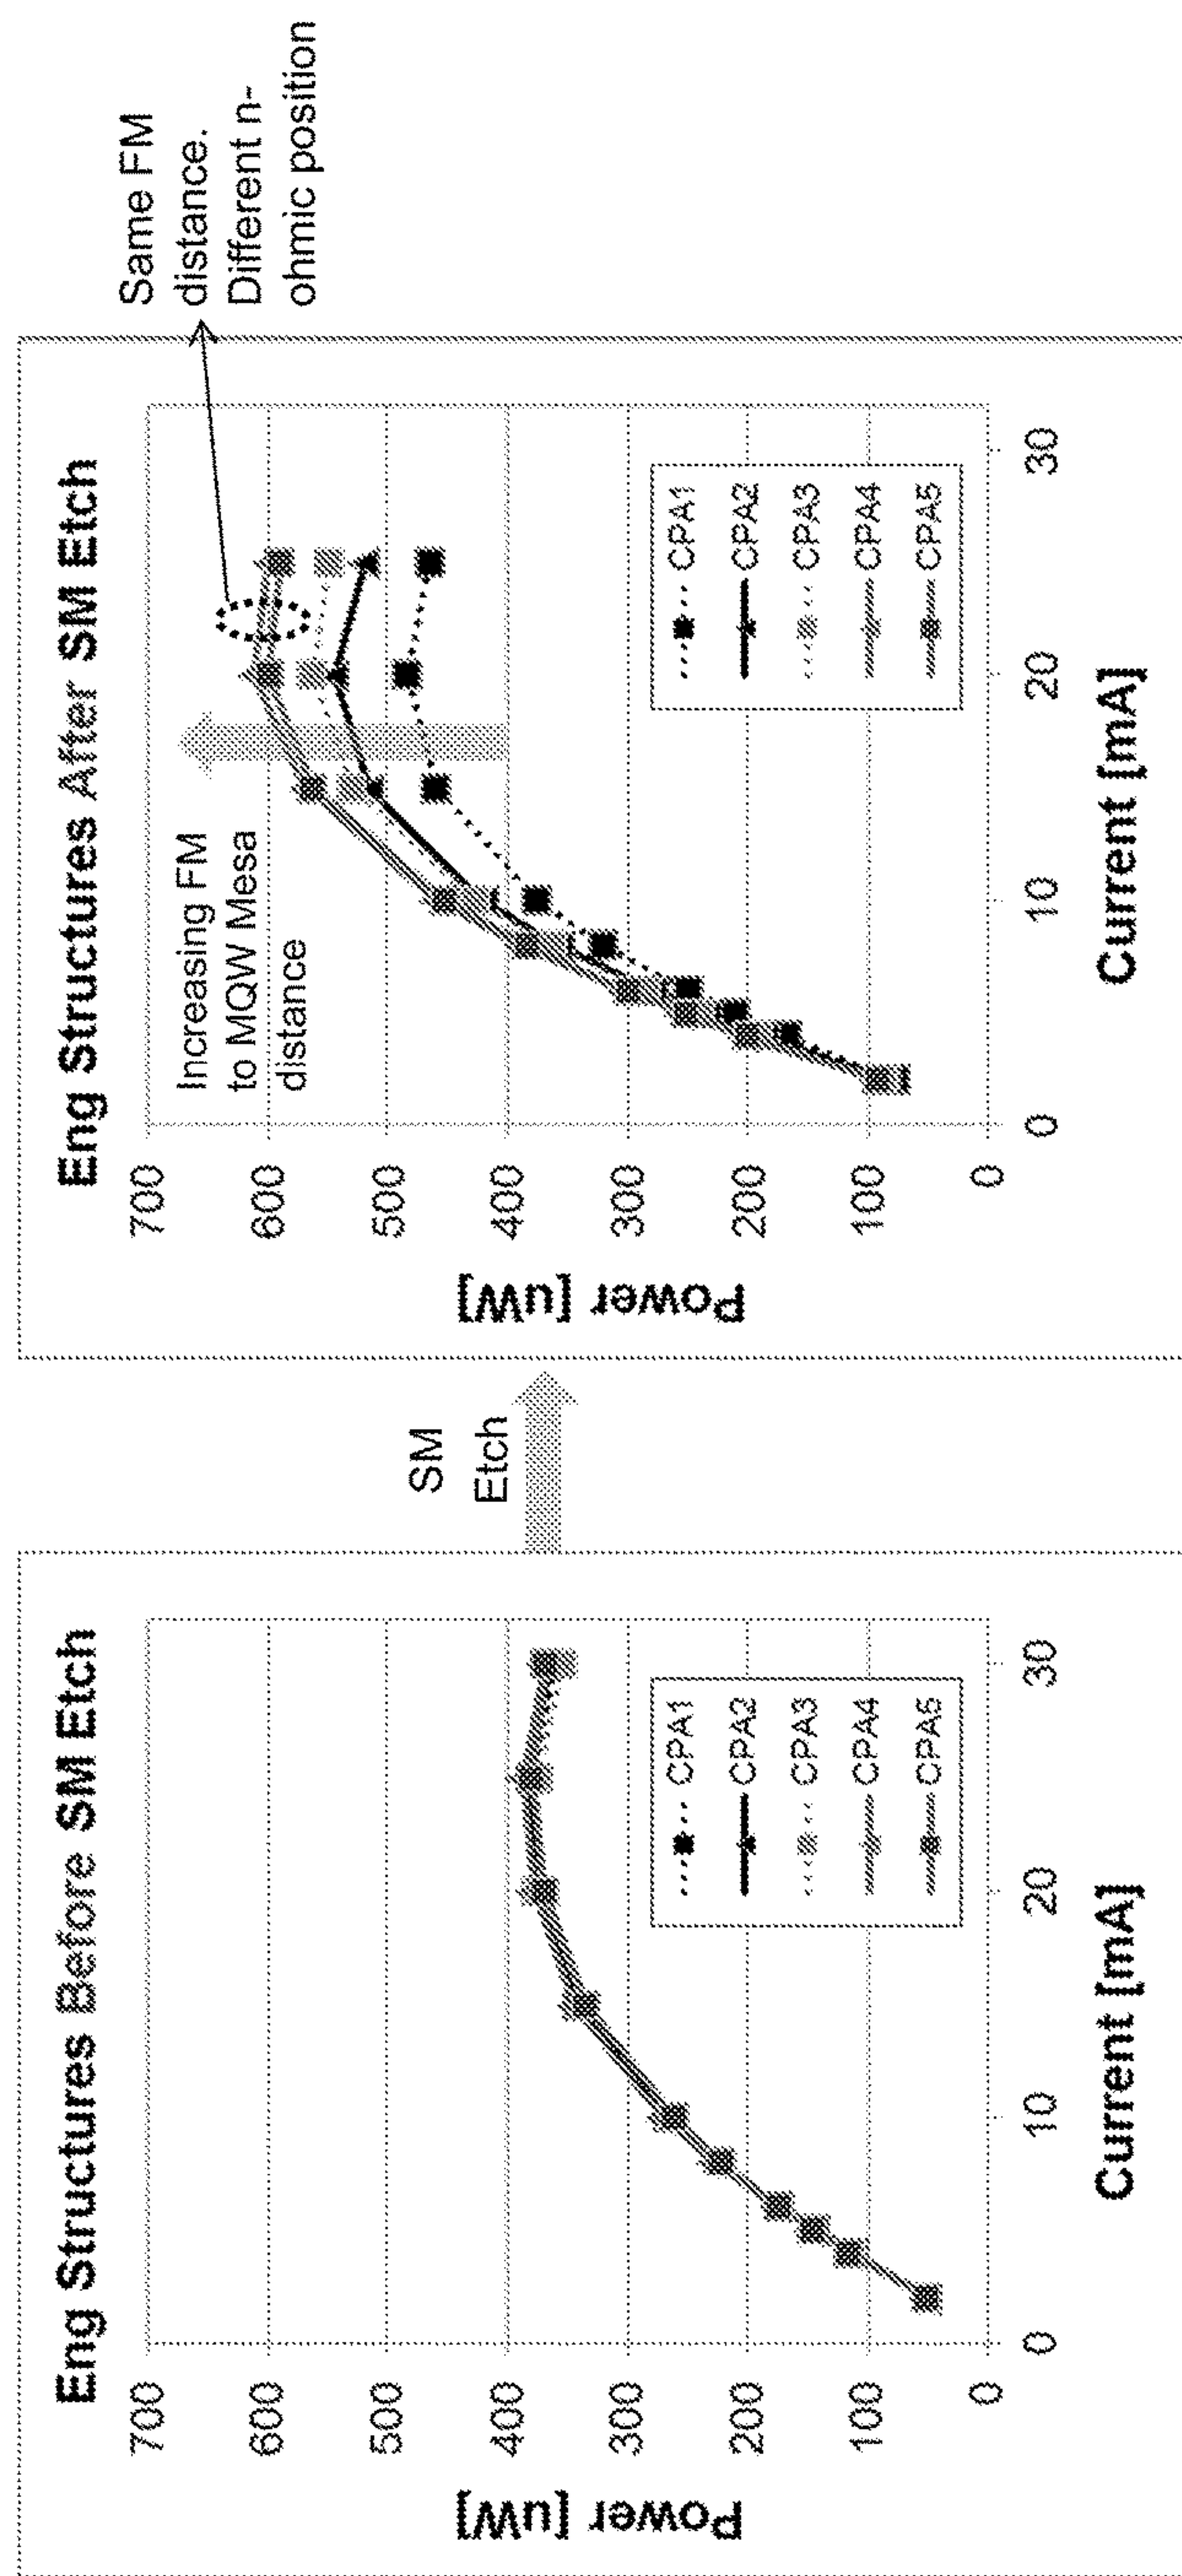 Eng Structures Before SM Etch
Power [uW]
700
600
500
400
300
200
100
0
0
10
20
30
Current [mA]
CPA1
CPA2
CPA3
CPA4
CPA5
SM
Etch
Eng Structures After SM Etch
Power [uW]
700
600
500
400
300
200
100
0
0
10
20
30
Current [mA]
Increasing FM
to MQW Mesa
distance
CPA1
CPA2
CPA3
CPA4
CPA5
Same FM
distance.
Different n-
ohmic position